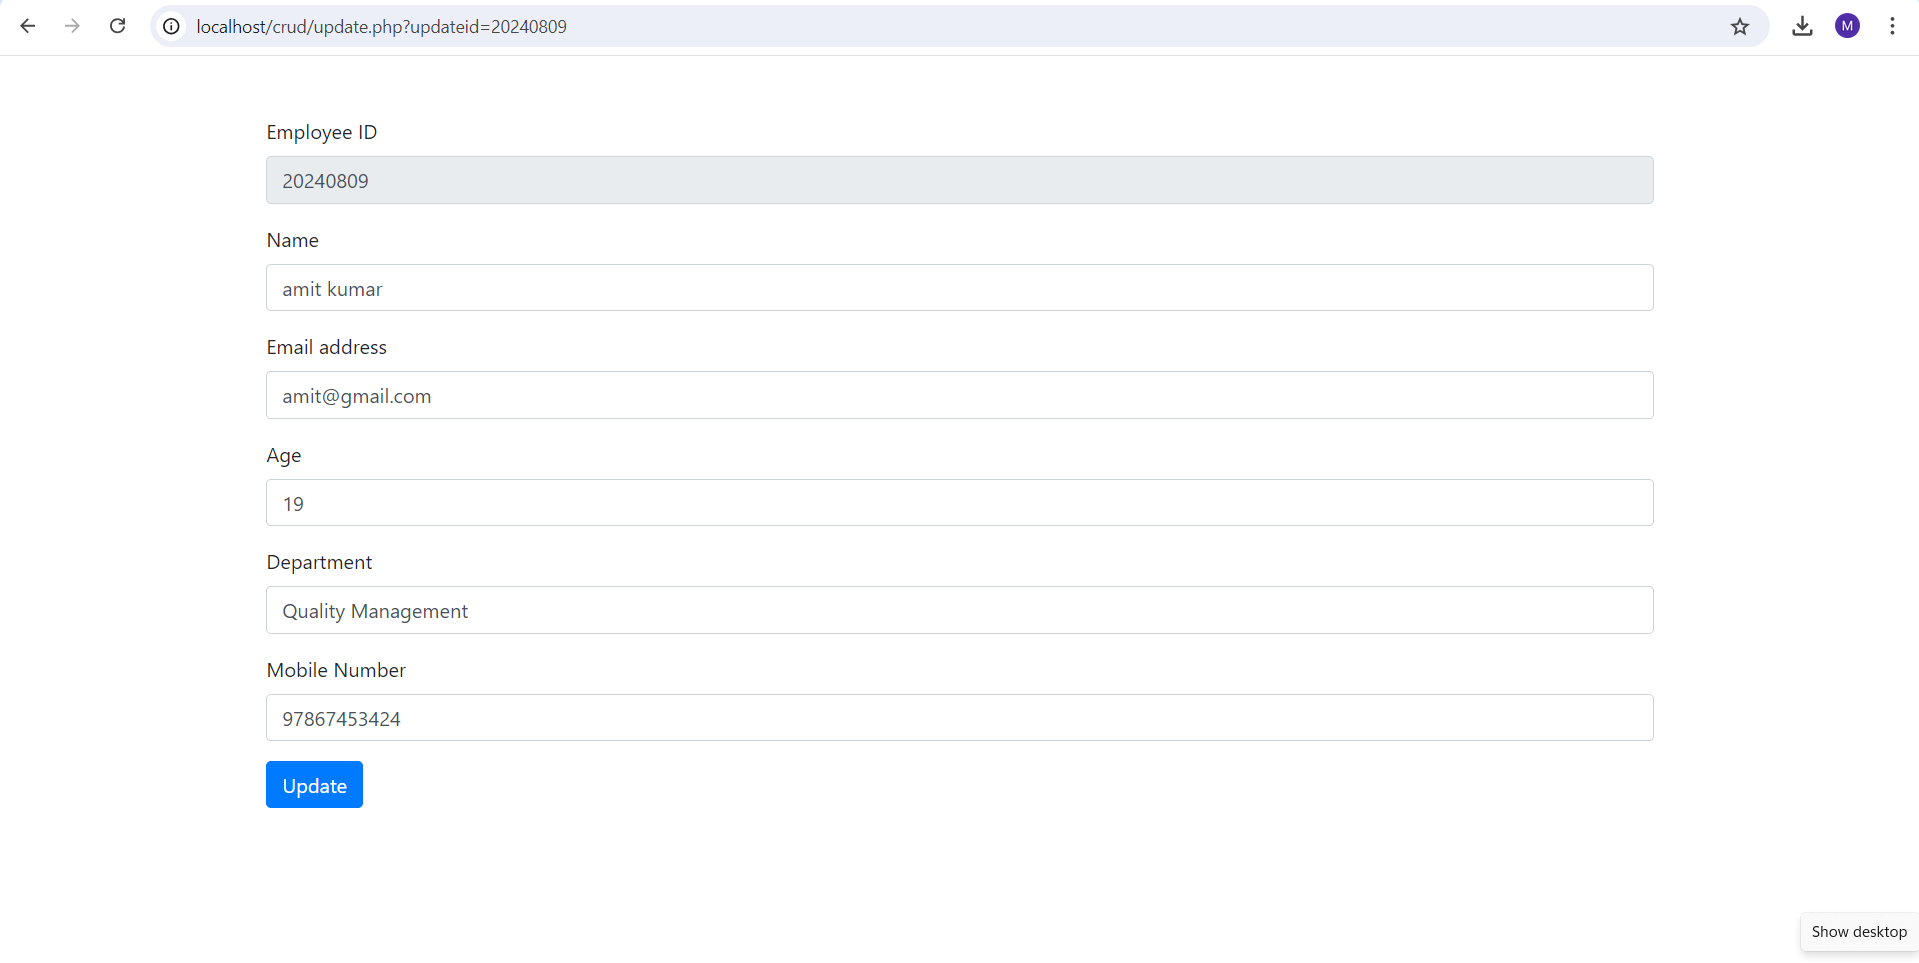 localhost/crud/update.php?updateid=20240809
M
Employee ID
20240809
Name
amit kumar
Email address
amit@gmail.com
Age
19
Department
Quality Management
Mobile Number
97867453424
Update
Show desktop